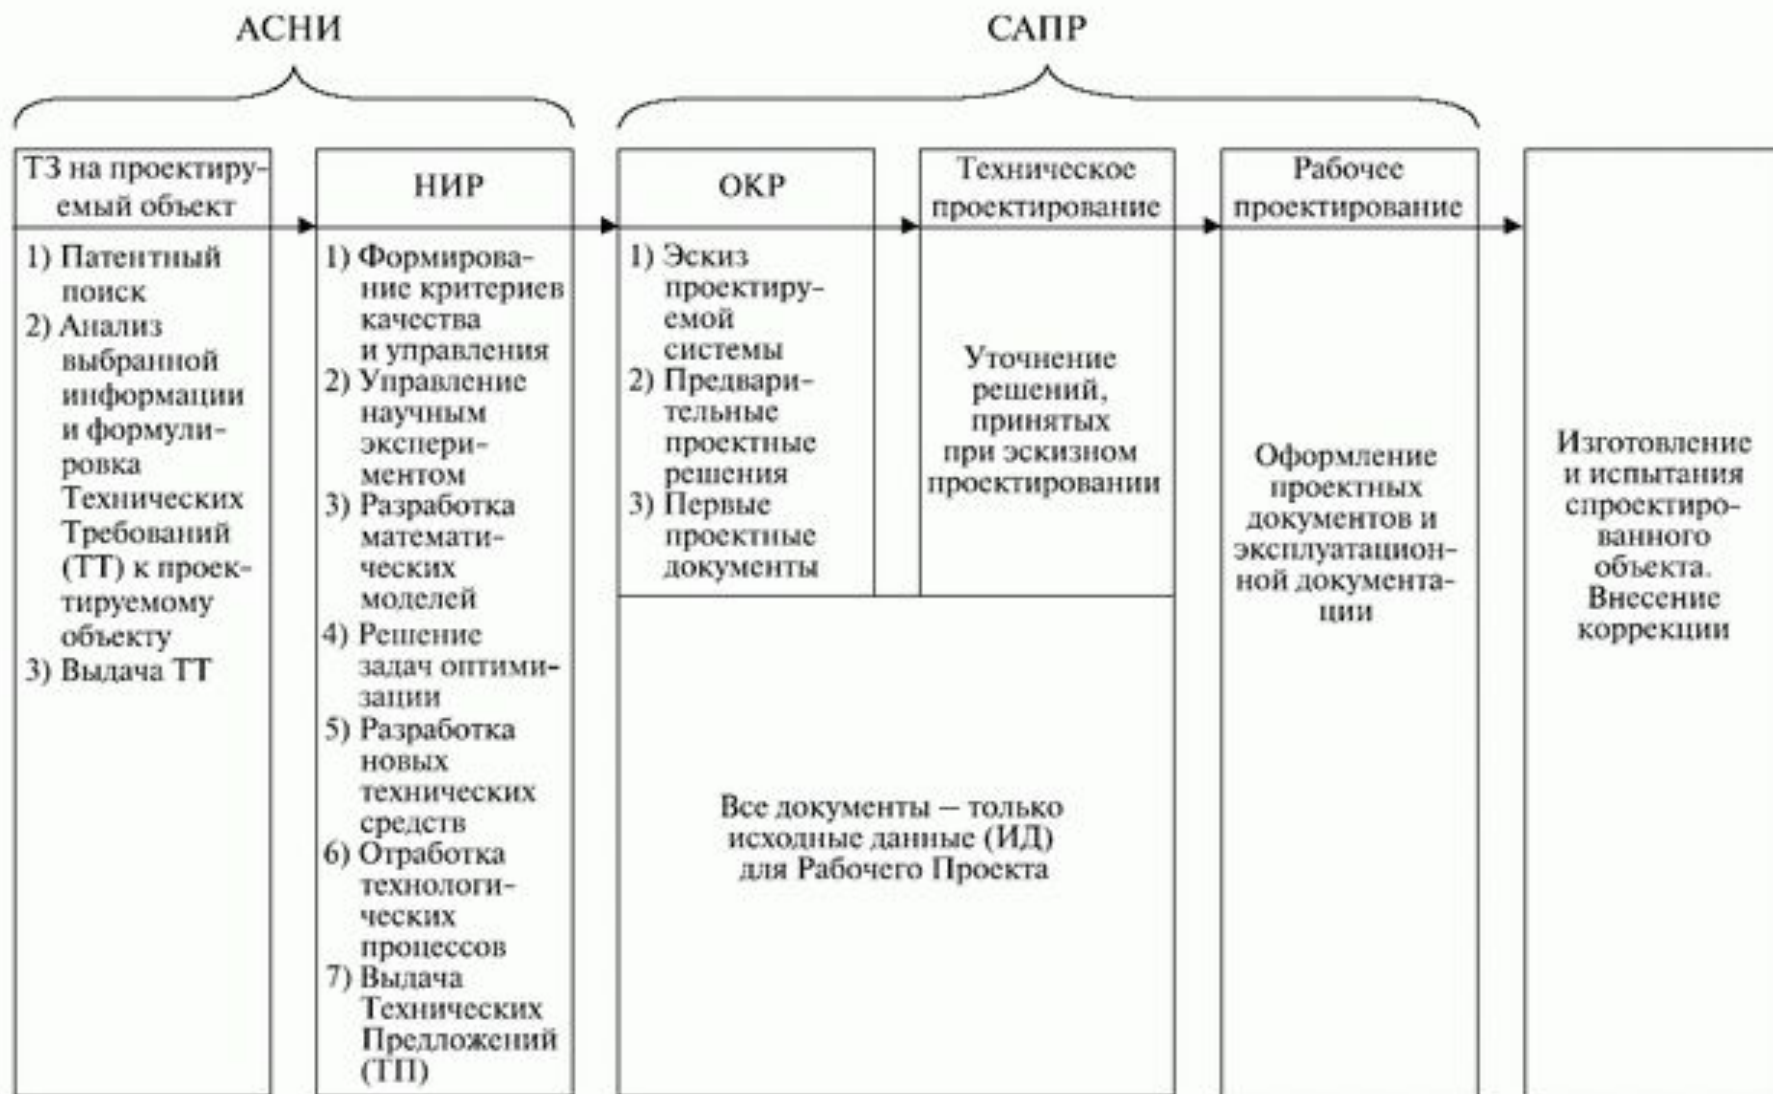 АСНИ
САПР
ТЗ на проектиру-
емый объект
1) Патентный
поиск
2) Анализ
выбранной
информации
и формули-
ровка
Технических
Требований
(ТТ) к проек-
тируемому
объекту
3) Выдача ТТ
НИР
1) Формирова-
ние критериев
качества
и управления
2) Управление
научным
экспери-
ментом
3) Разработка
математи-
ческих
моделей
4) Решение
задач оптими-
зации
5) Разработка
новых
технических
средств
6) Отработка
технологи-
ческих
процессов
7) Выдача
Технических
Предложений
(ТП)
ОКР
1) Эскиз
проектиру-
емой
системы
2) Предвари-
тельные
проектные
решения
3) Первые
проектные
документы
Техническое
проектирование
Уточнение
решений,
принятых
при эскизном
проектировании
Все документы – только
исходные данные (ИД)
для Рабочего Проекта
Рабочее
проектирование
Оформление
проектных
документов и
эксплуатацион-
ной документа-
ции
Изготовление
и испытания
спроектиро-
ванного
объекта.
Внесение
коррекции